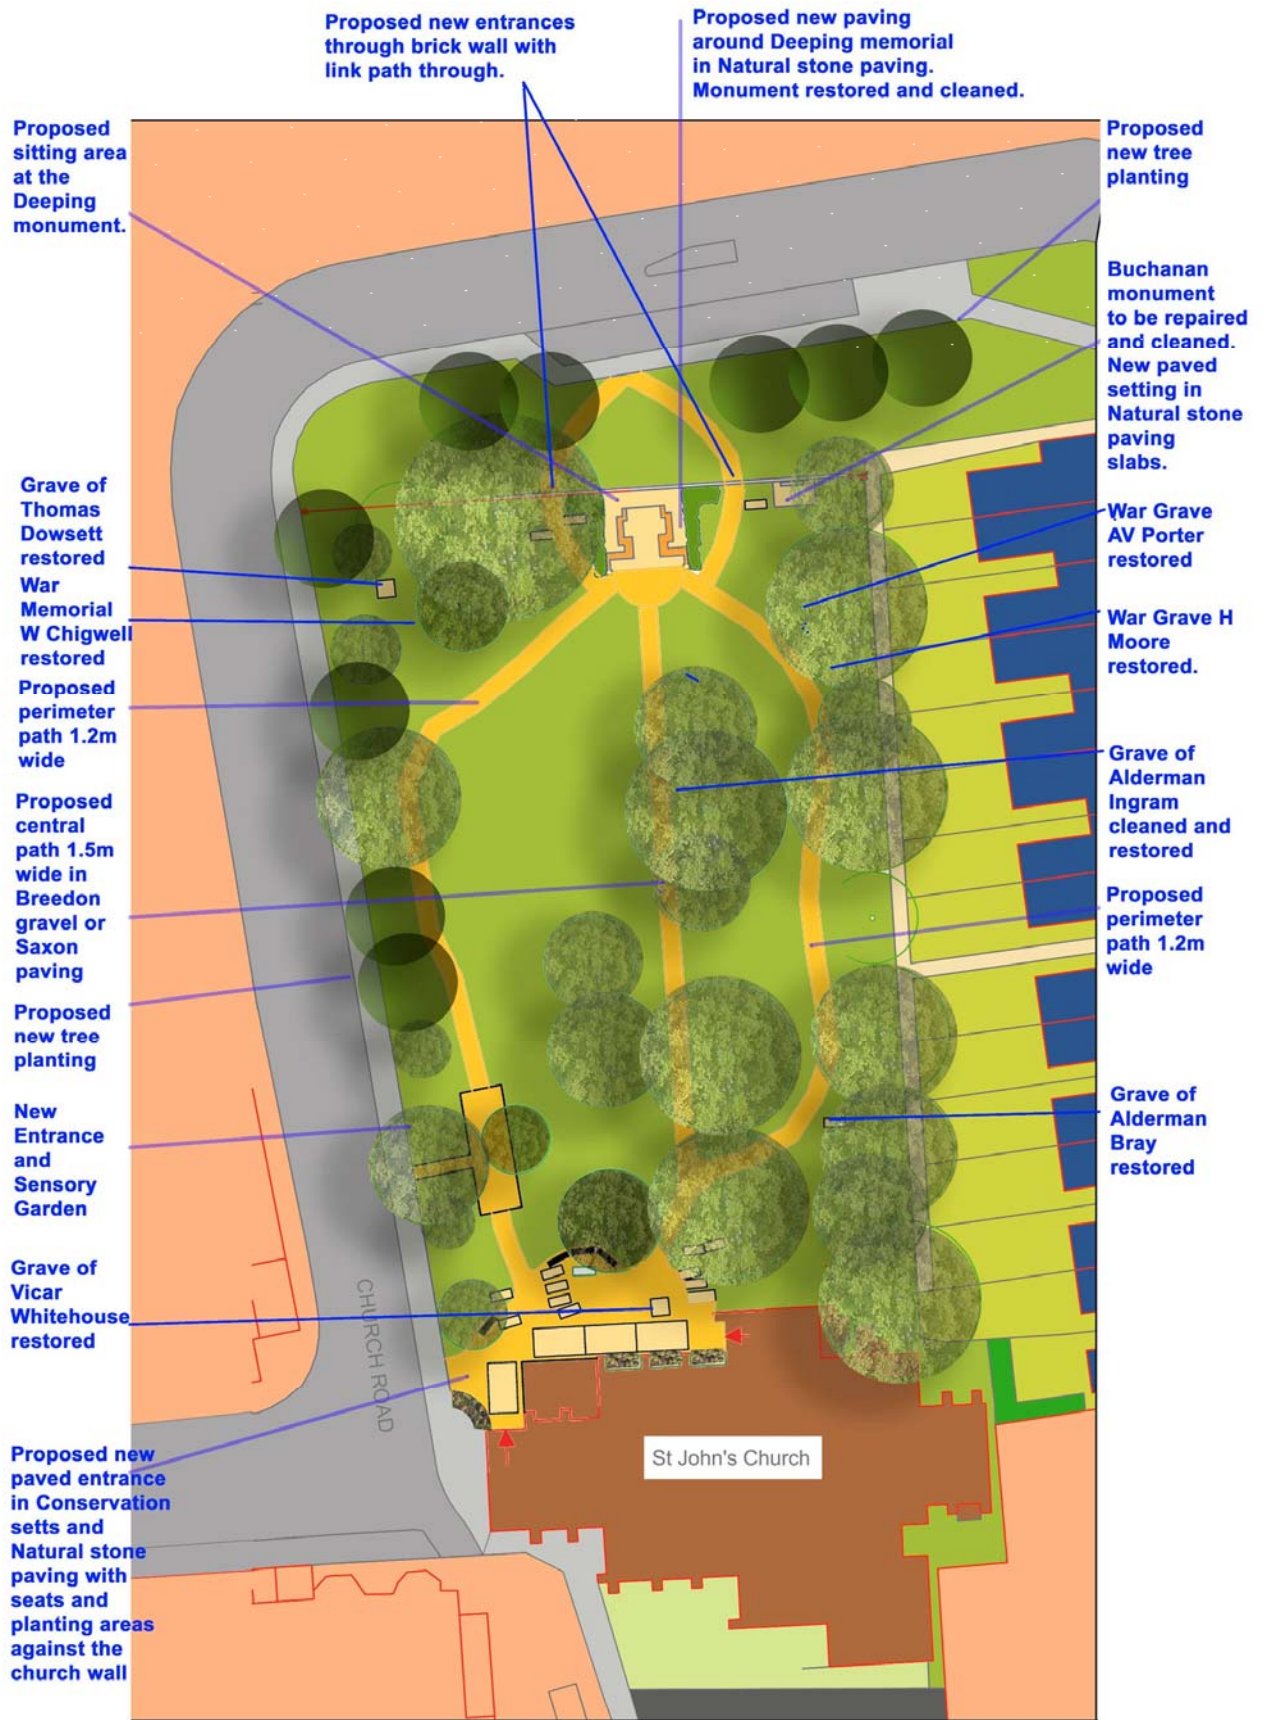 Proposed new entrances
through brick wall with
link path through.
Proposed new paving
around Deeping memorial
in Natural stone paving.
Monument restored and cleaned.
Proposed
sitting area
at the
Deeping
monument.
Grave of
Thomas
Dowsett
restored
War
Memorial
W Chigwell
restored
Proposed
perimeter
path 1.2m
wide
Proposed
central
path 1.5m
wide in
Breedon
gravel or
Saxon
paving
Proposed
new tree
planting
New
Entrance
and
Sensory
Garden
Grave of
Vicar
Whitehouse
restored
Proposed new
paved entrance
in Conservation
setts and
Natural stone
paving with
seats and
planting areas
against the
church wall
Proposed
new tree
planting
Buchanan
monument
to be repaired
and cleaned.
New paved
setting in
Natural stone
paving
slabs.
War Grave
AV Porter
restored
War Grave H
Moore
restored.
Grave of
Alderman
Ingram
cleaned and
restored
Proposed
perimeter
path 1.2m
wide
Grave of
Alderman
Bray
restored
CHURCH ROAD
St John's Church